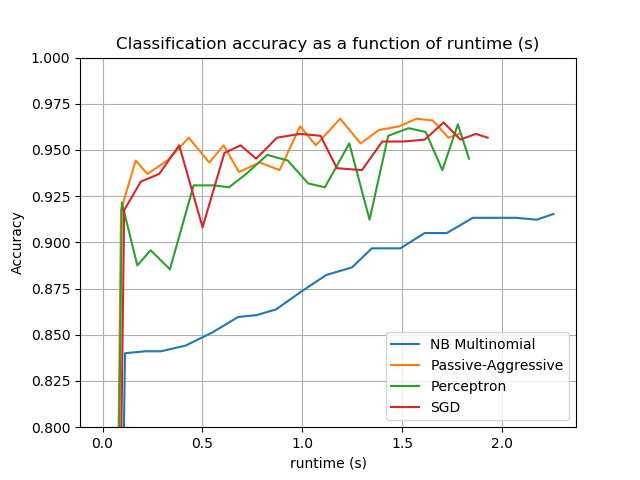 Classification accuracy as a function of runtime (s)
1.000
0.975
0.950
0.925
0.900
0.875
0.850
0.825
0.800
Accuracy
NB Multinomial
Passive-Aggressive
Perceptron
SGD
0.0 0.5 1.0 1.5 2.0
runtime (s)